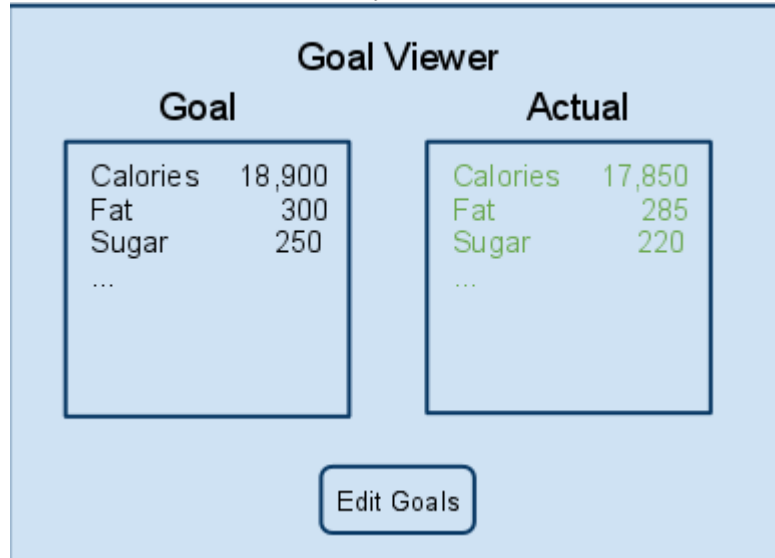 Goal Viewer
Goal
Calories 18,900
Fat 300
Sugar 250
...
Actual
Calories 17,850
Fat 285
Sugar 220
...
Edit Goals